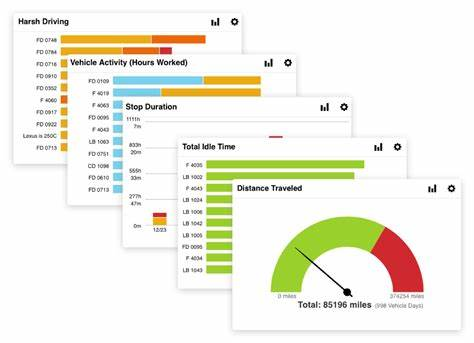 Harsh Driving
FD 0748
FD 0784
FD 0716
FD 0910
FD 0352
F 4060
FD 0917
FD 0922
Lexus is 250C
FD 0713
Vehicle Activity (Hours Worked)
FD 0109
F 4019
F 4063
FD 0095
F 4043
LB 1063
FD 0751
CD 1098
FD 0610
FD 0713
Stop Duration
1111h
7m
833h
20m
555h
33m
277h
47m
0m
12/23
Total Idle Time
F 4035
LB 1002
F 4043
LB 1024
LB 1006
LB 1042
LB 1065
FD 0095
F 4034
LB 1043
Distance Traveled
0 miles
374254 miles
Total: 85196 miles (998 Vehicle Days)